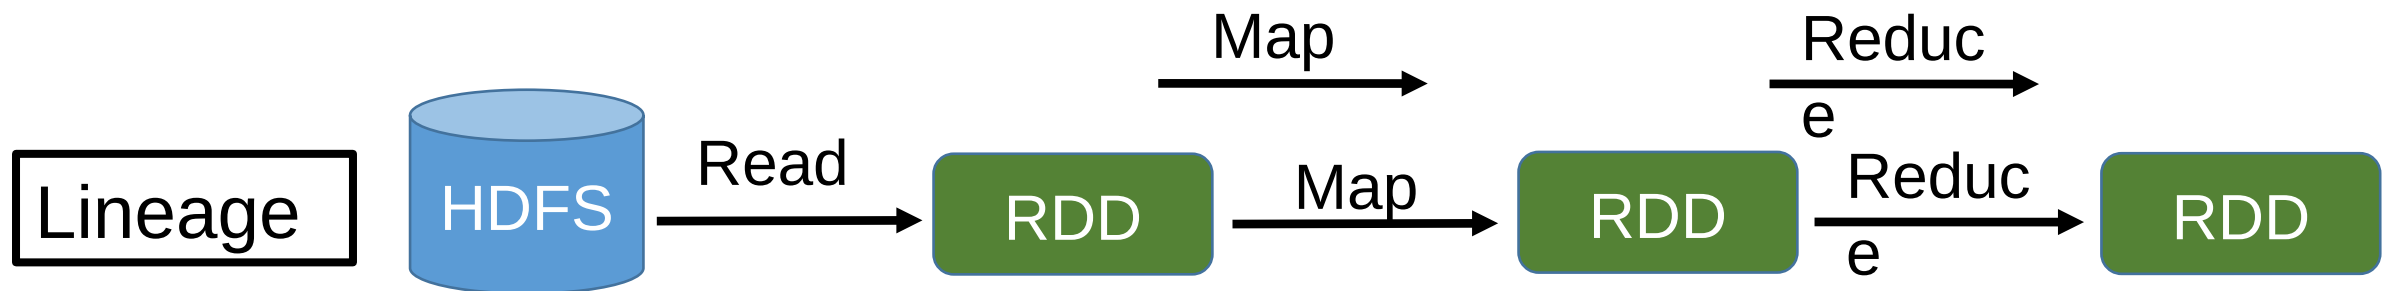 Map
Reduc
e
Lineage
HDFS
Read
RDD
Map
RDD
Reduc
e
RDD